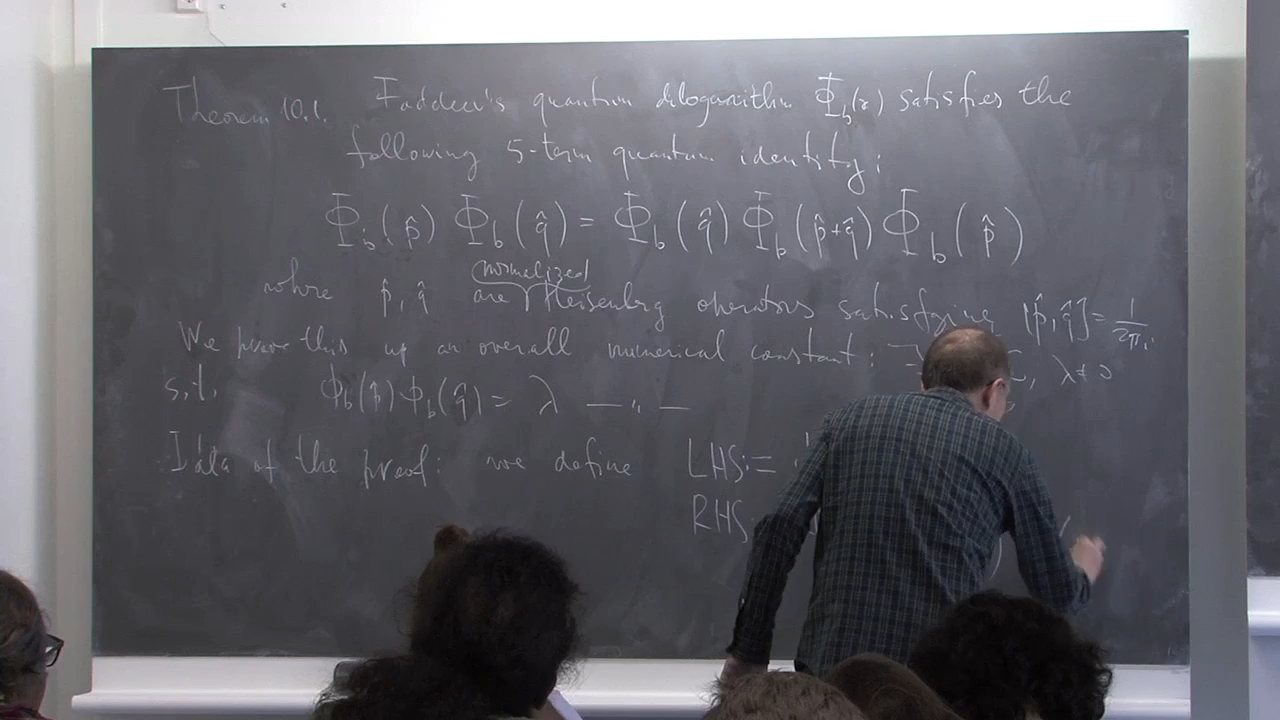 Theorem 10.1. Faddeev's quantum dilogarithm Φ_b(x) satisfies the
following 5-term quantum identity:
Φ_b(p̂) Φ_b(q̂) = Φ_b(q̂) Φ_b(p̂+q̂) Φ_b(p̂)
normalized
where p̂, q̂ are Heisenberg operators satisfying [p̂, q̂] = 1/2πi
We prove this up an overall numerical constant: ∃ λ ≠ 0
s.t. Φ_b(p̂) Φ_b(q̂) = λ — " —
Idea of the proof: we define LHS :=
RHS